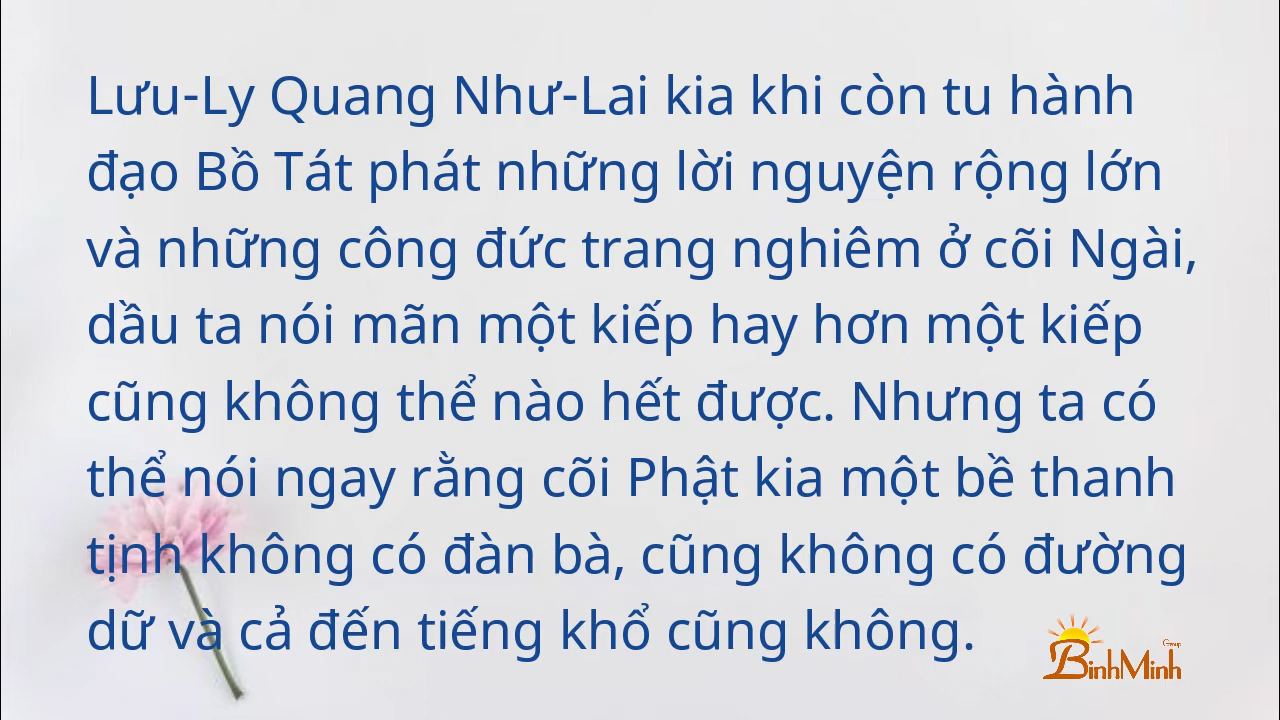 Lưu-Ly Quang Như-Lai kia khi còn tu hành
đạo Bồ Tát phát những lời nguyện rộng lớn
và những công đức trang nghiêm ở cõi Ngài,
dầu ta nói mãn một kiếp hay hơn một kiếp
cũng không thể nào hết được. Nhưng ta có
thể nói ngay rằng cõi Phật kia một bề thanh
tịnh không có đàn bà, cũng không có đường
dữ và cả đến tiếng khổ cũng không.
Group
BinhMinh